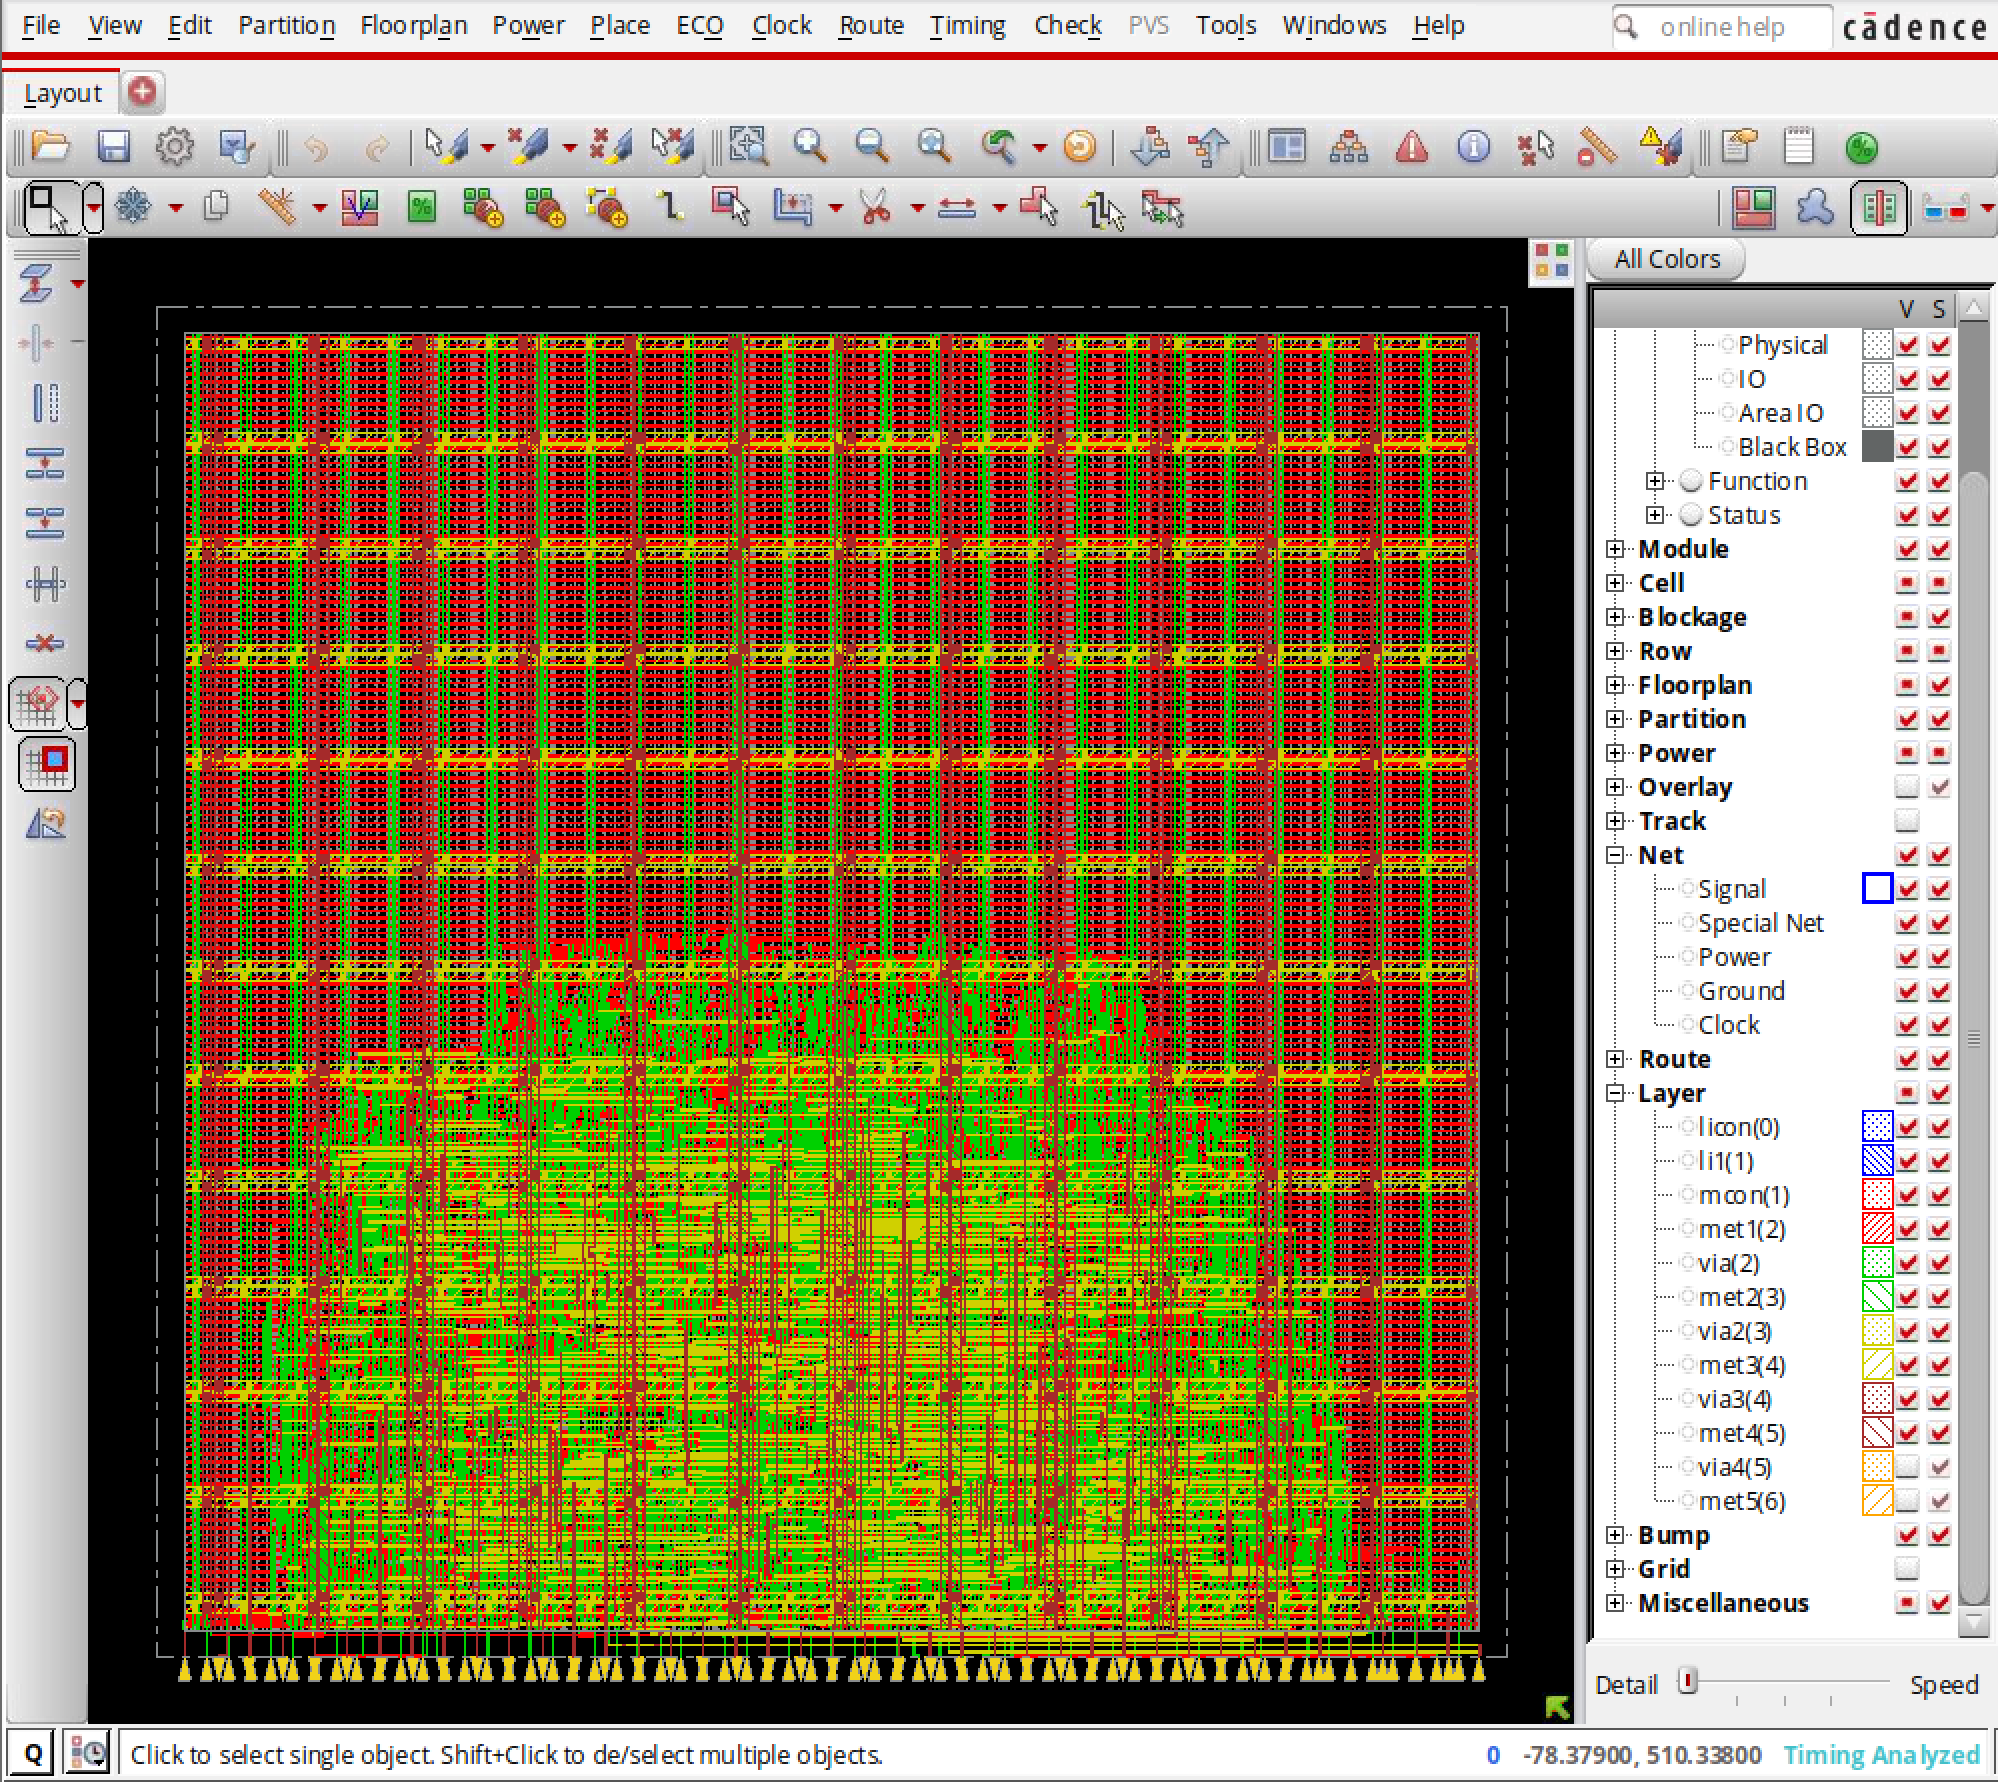 File View Edit Partition Floorplan Power Place ECO Clock Route Timing Check PVS Tools Windows Help online help cādence
Layout
All Colors
V S
Physical
IO
Area IO
Black Box
Function
Status
Module
Cell
Blockage
Row
Floorplan
Partition
Power
Overlay
Track
Net
Signal
Special Net
Power
Ground
Clock
Route
Layer
licon(0)
li1(1)
mcon(1)
met1(2)
via(2)
met2(3)
via2(3)
met3(4)
via3(4)
met4(5)
via4(5)
met5(6)
Bump
Grid
Miscellaneous
Detail Speed
Q Click to select single object. Shift+Click to de/select multiple objects. 0 -78.37900, 510.33800 Timing Analyzed